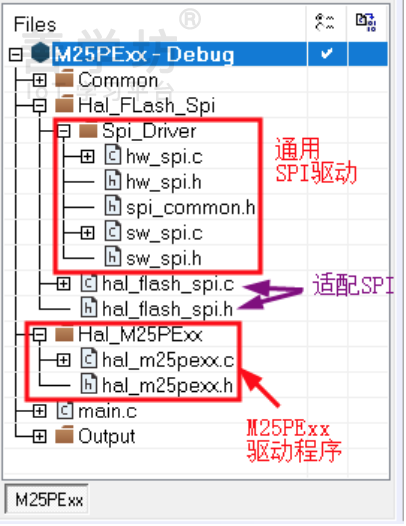 Files
M25PExx - Debug
Common
Hal_FLash_Spi
Spi_Driver
hw_spi.c
hw_spi.h
spi_common.h
sw_spi.c
sw_spi.h
通用
SPI驱动
hal_flash_spi.c
hal_flash_spi.h
适配SPI
Hal_M25PExx
hal_m25pexx.c
hal_m25pexx.h
main.c
Output
M25PExx
驱动程序
M25PExx